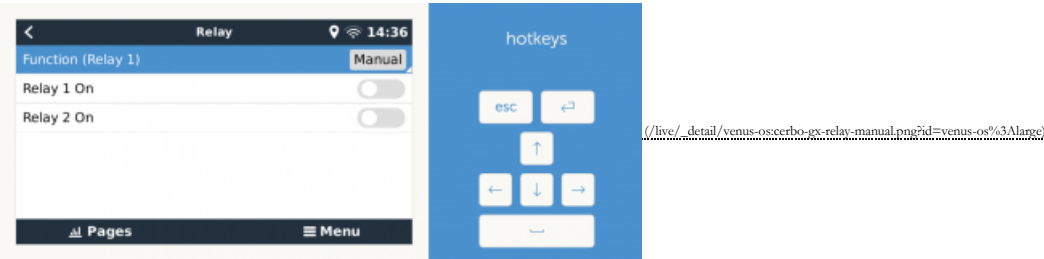 Relay 14:36
Function (Relay 1) Manual
Relay 1 On
Relay 2 On
Pages Menu
hotkeys
esc
(/live/_detail/venus-os:cerbo-gx-relay-manual.png?id=venus-os%3Alarge)